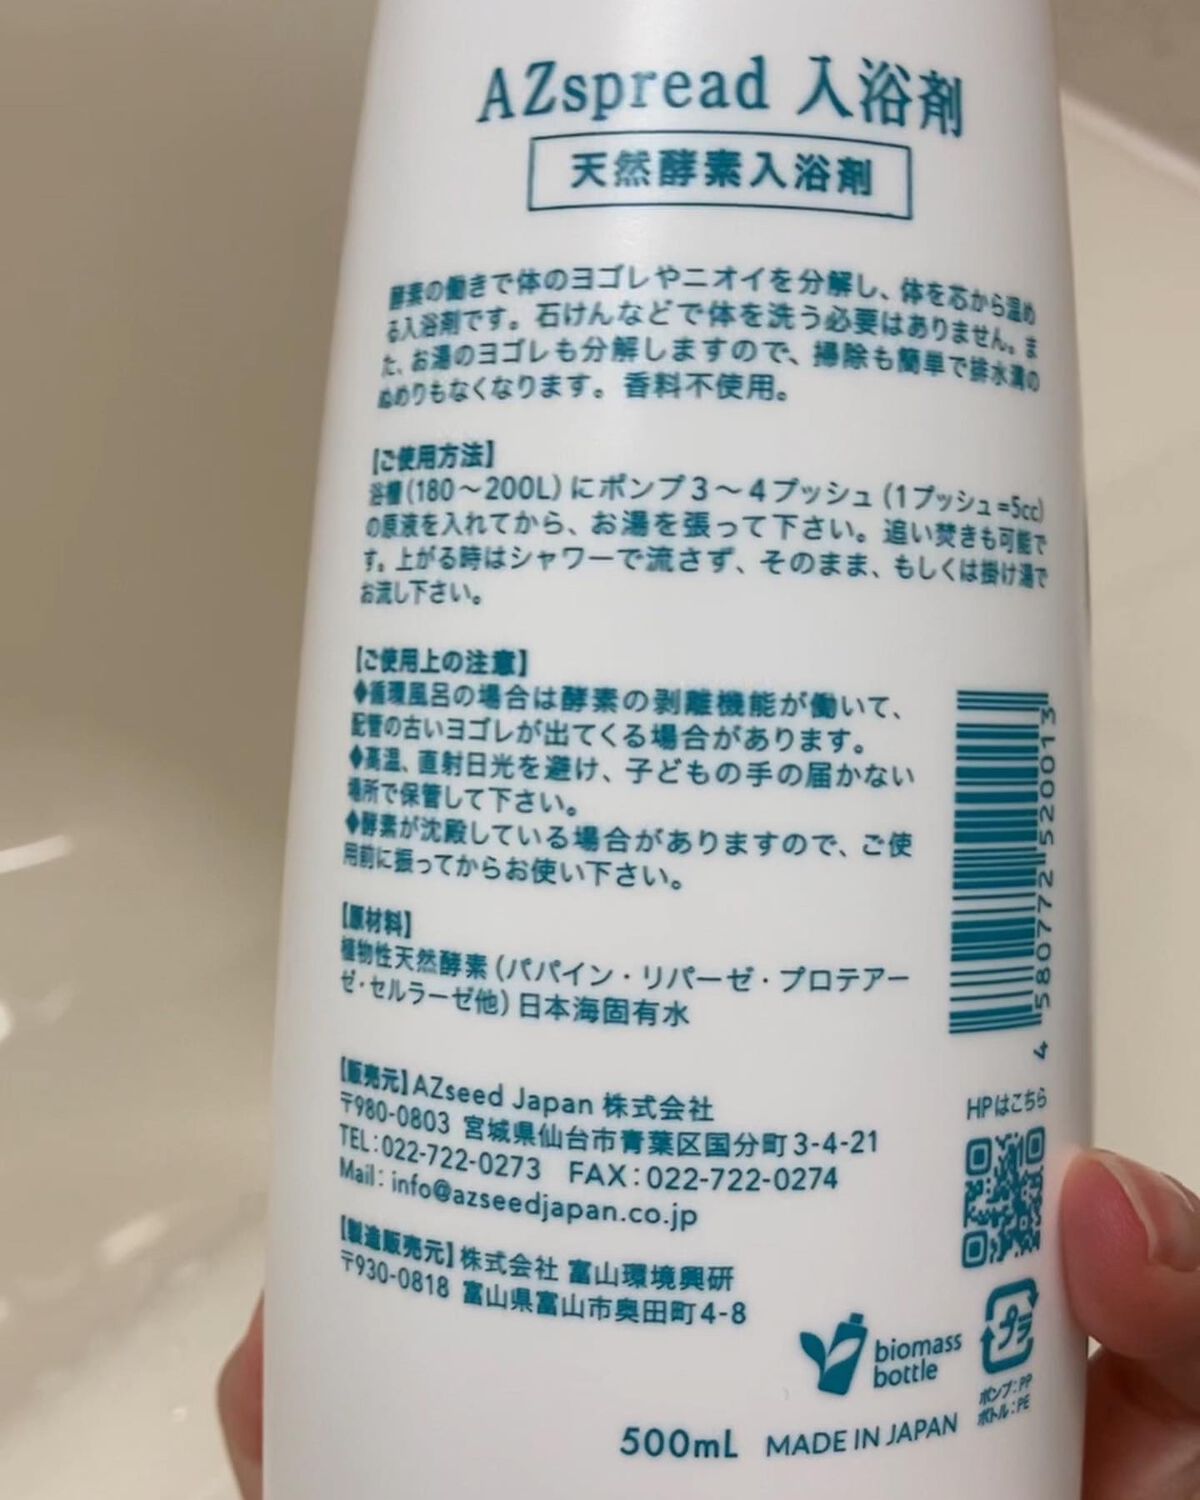 AZspread 入浴剤
天然酵素入浴剤
酵素の働きで体のヨゴレやニオイを分解し、体を芯から温め
る入浴剤です。石けんなどで体を洗う必要はありません。ま
た、お湯のヨゴレも分解しますので、掃除も簡単で排水溝の
ぬめりもなくなります。香料不使用。
【ご使用方法】
浴槽(180〜200L)にポンプ3〜4プッシュ(1プッシュ=5cc)
の原液を入れてから、お湯を張って下さい。追い焚きも可能で
す。上がる時はシャワーで流さず、そのまま、もしくは掛け湯で
お流し下さい。
【ご使用上の注意】
◆循環風呂の場合は酵素の剥離機能が働いて、
配管の古いヨゴレが出てくる場合があります。
◆高温、直射日光を避け、子どもの手の届かない
場所で保管して下さい。
◆酵素が沈殿している場合がありますので、ご使
用前に振ってからお使い下さい。
【原材料】
植物性天然酵素(パパイン・リパーゼ・プロテアー
ゼ・セルラーゼ他)日本海固有水
【販売元】AZseed Japan 株式会社
〒980-0803 宮城県仙台市青葉区国分町3-4-21
TEL:022-722-0273 FAX:022-722-0274
Mail: info@azseedjapan.co.jp
【製造販売元】株式会社 富山環境興研
〒930-0818 富山県富山市奥田町4-8
4 580772 520013
HPはこちら
プラ
ポンプ:PP
ボトル:PE
biomass
bottle
500mL MADE IN JAPAN